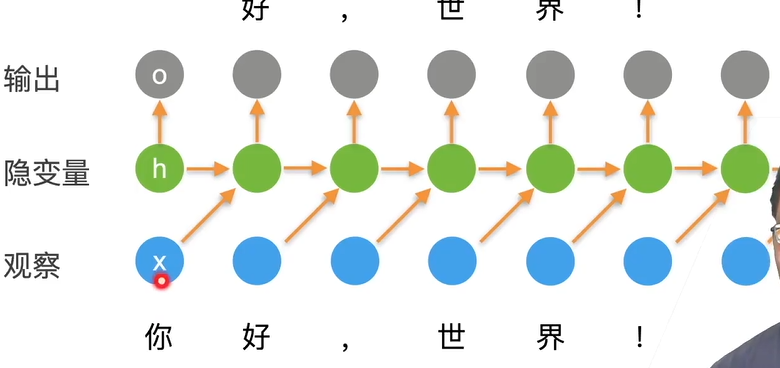 好 , 世 界 !
输出 o
隐变量 h
观察 x
你 好 , 世 界 !